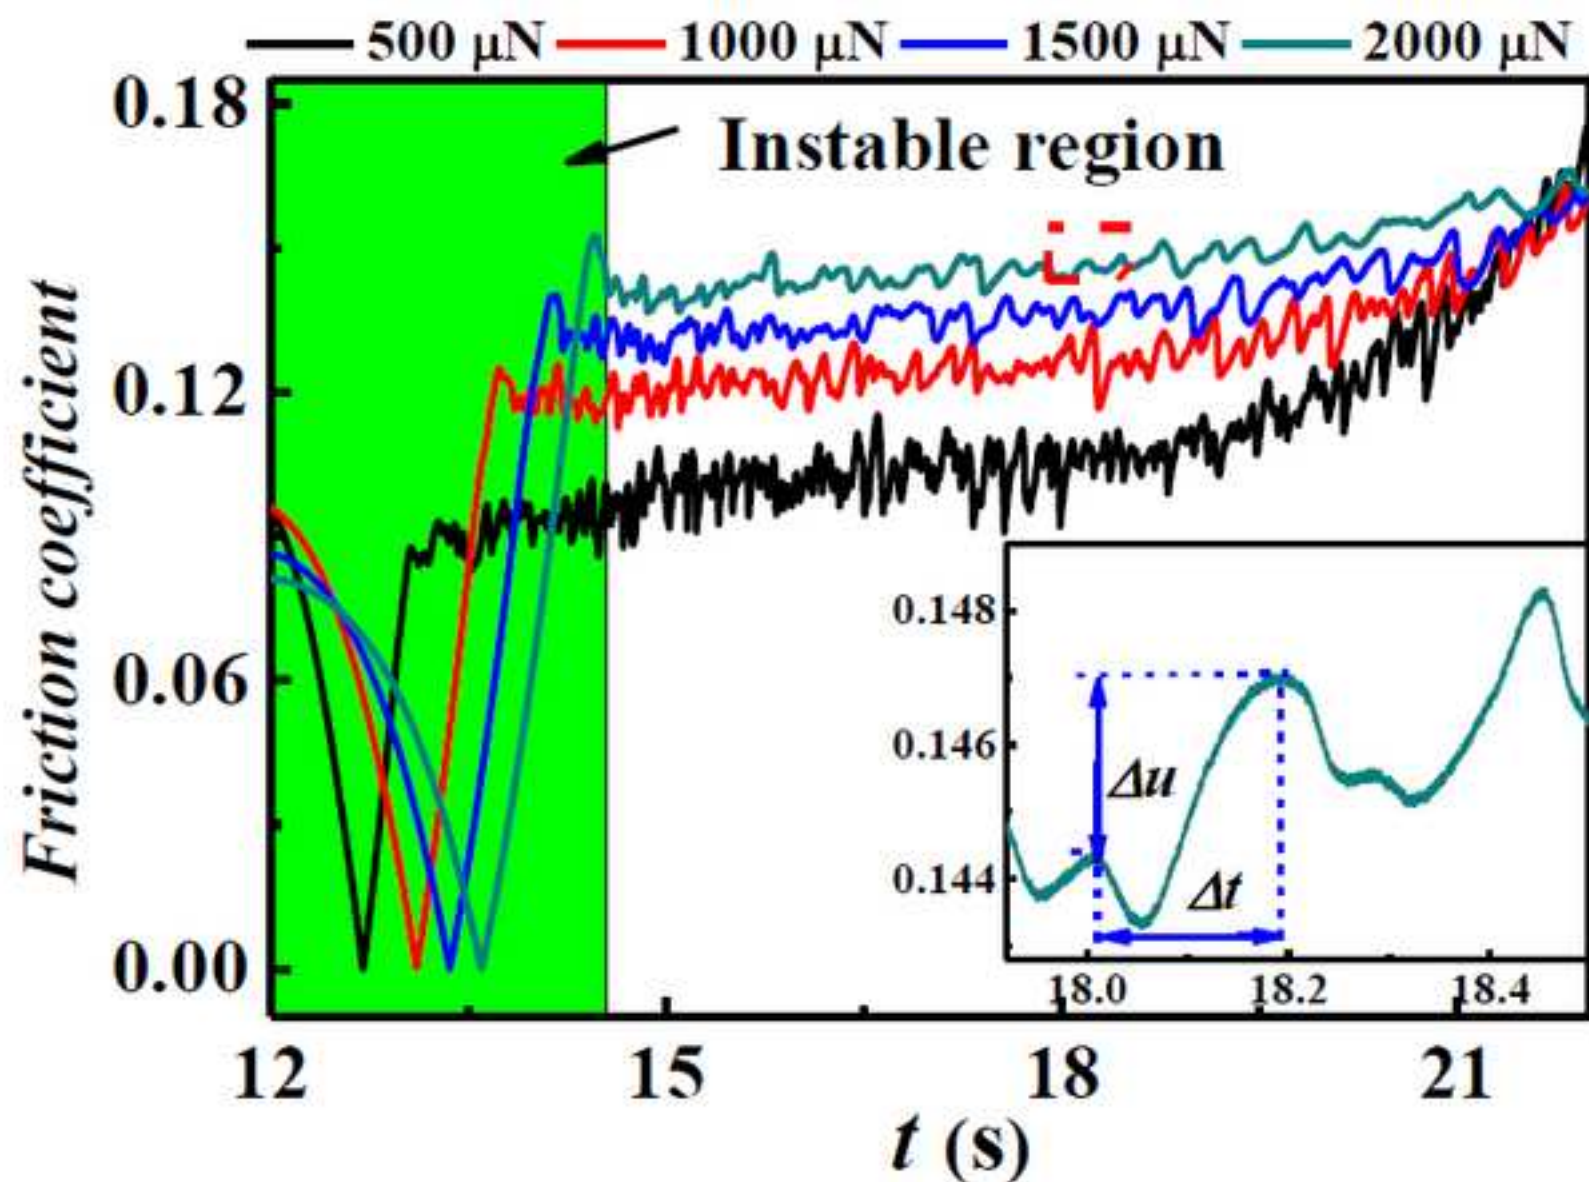 500 μN 1000 μN 1500 μN 2000 μN
0.18
Instable region
0.12
0.06
0.00
Friction coefficient
0.148
0.146
0.144
Δu
Δt
18.0 18.2 18.4
12 15 18 21
t (s)